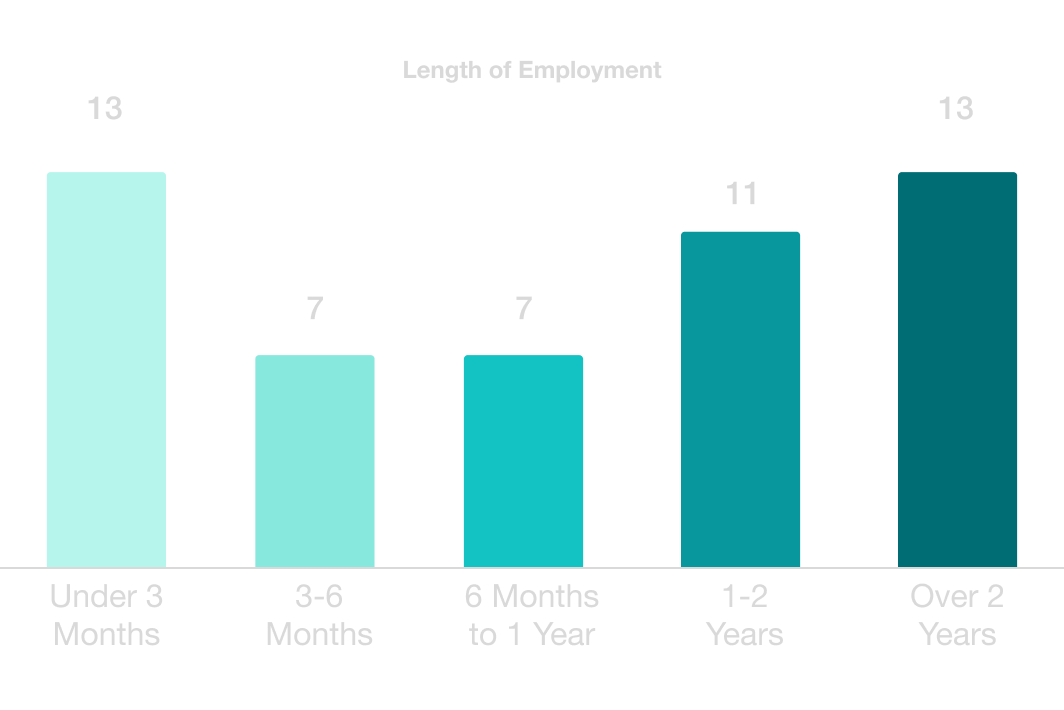 Length of Employment
13
13
11
7
7
Under 3
Months
3-6
Months
6 Months
to 1 Year
1-2
Years
Over 2
Years